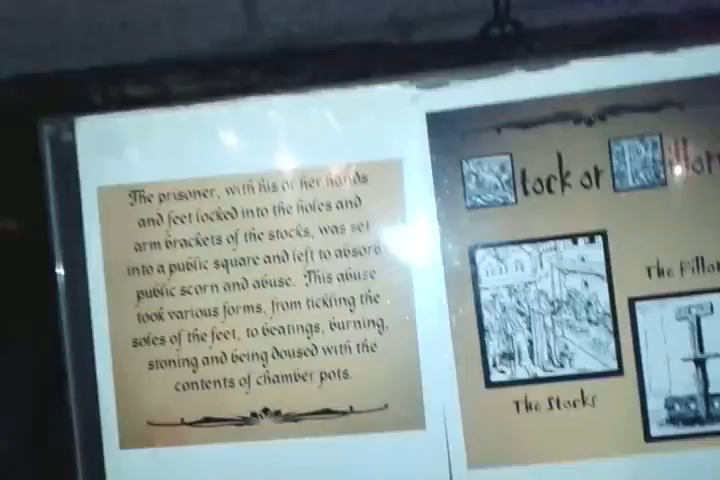 The prisoner, with his or her hands
and feet locked into the holes and
arm brackets of the stocks, was set
into a public square and left to absorb
public scorn and abuse. This abuse
took various forms, from tickling the
soles of the feet, to beatings, burning,
stoning and being doused with the
contents of chamber pots.
Stock or Pillor
The Stocks
The Pillo